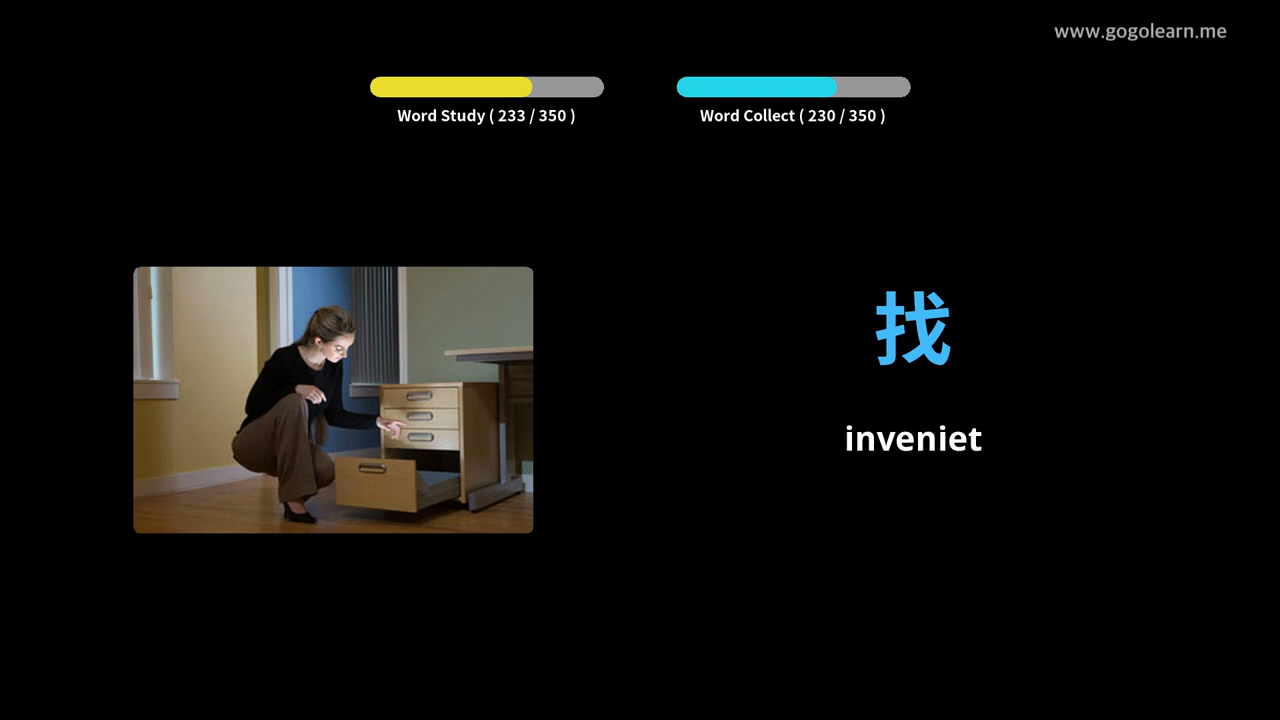 www.gogolearn.me
Word Study ( 233 / 350 )
Word Collect ( 230 / 350 )
找
inveniet